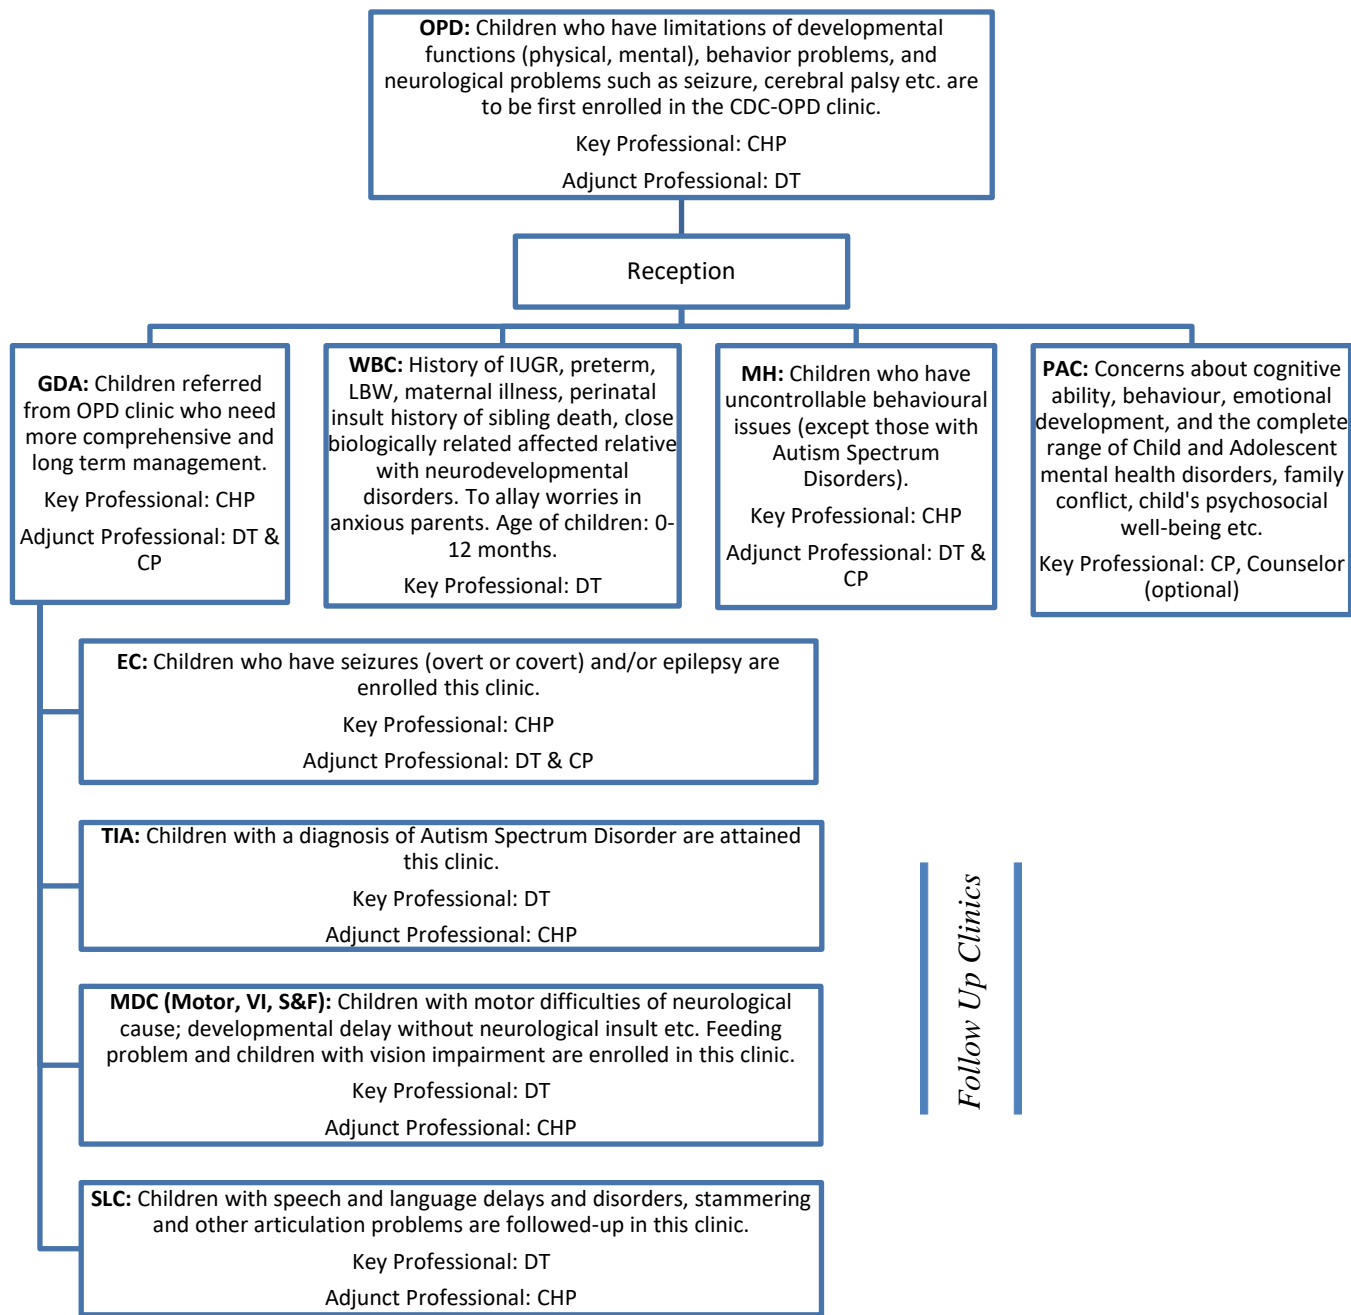 OPD: Children who have limitations of developmental
functions (physical, mental), behavior problems, and
neurological problems such as seizure, cerebral palsy etc. are
to be first enrolled in the CDC-OPD clinic.
Key Professional: CHP
Adjunct Professional: DT
Reception
GDA: Children referred
from OPD clinic who need
more comprehensive and
long term management.
Key Professional: CHP
Adjunct Professional: DT &
CP
WBC: History of IUGR, preterm,
LBW, maternal illness, perinatal
insult history of sibling death, close
biologically related affected relative
with neurodevelopmental
disorders. To allay worries in
anxious parents. Age of children: 0-
12 months.
Key Professional: DT
MH: Children who have
uncontrollable behavioural
issues (except those with
Autism Spectrum
Disorders).
Key Professional: CHP
Adjunct Professional: DT &
CP
PAC: Concerns about cognitive
ability, behaviour, emotional
development, and the complete
range of Child and Adolescent
mental health disorders, family
conflict, child's psychosocial
well-being etc.
Key Professional: CP, Counselor
(optional)
EC: Children who have seizures (overt or covert) and/or epilepsy are
enrolled this clinic.
Key Professional: CHP
Adjunct Professional: DT & CP
TIA: Children with a diagnosis of Autism Spectrum Disorder are attained
this clinic.
Key Professional: DT
Adjunct Professional: CHP
MDC (Motor, VI, S&F): Children with motor difficulties of neurological
cause; developmental delay without neurological insult etc. Feeding
problem and children with vision impairment are enrolled in this clinic.
Key Professional: DT
Adjunct Professional: CHP
SLC: Children with speech and language delays and disorders, stammering
and other articulation problems are followed-up in this clinic.
Key Professional: DT
Adjunct Professional: CHP
Follow Up Clinics